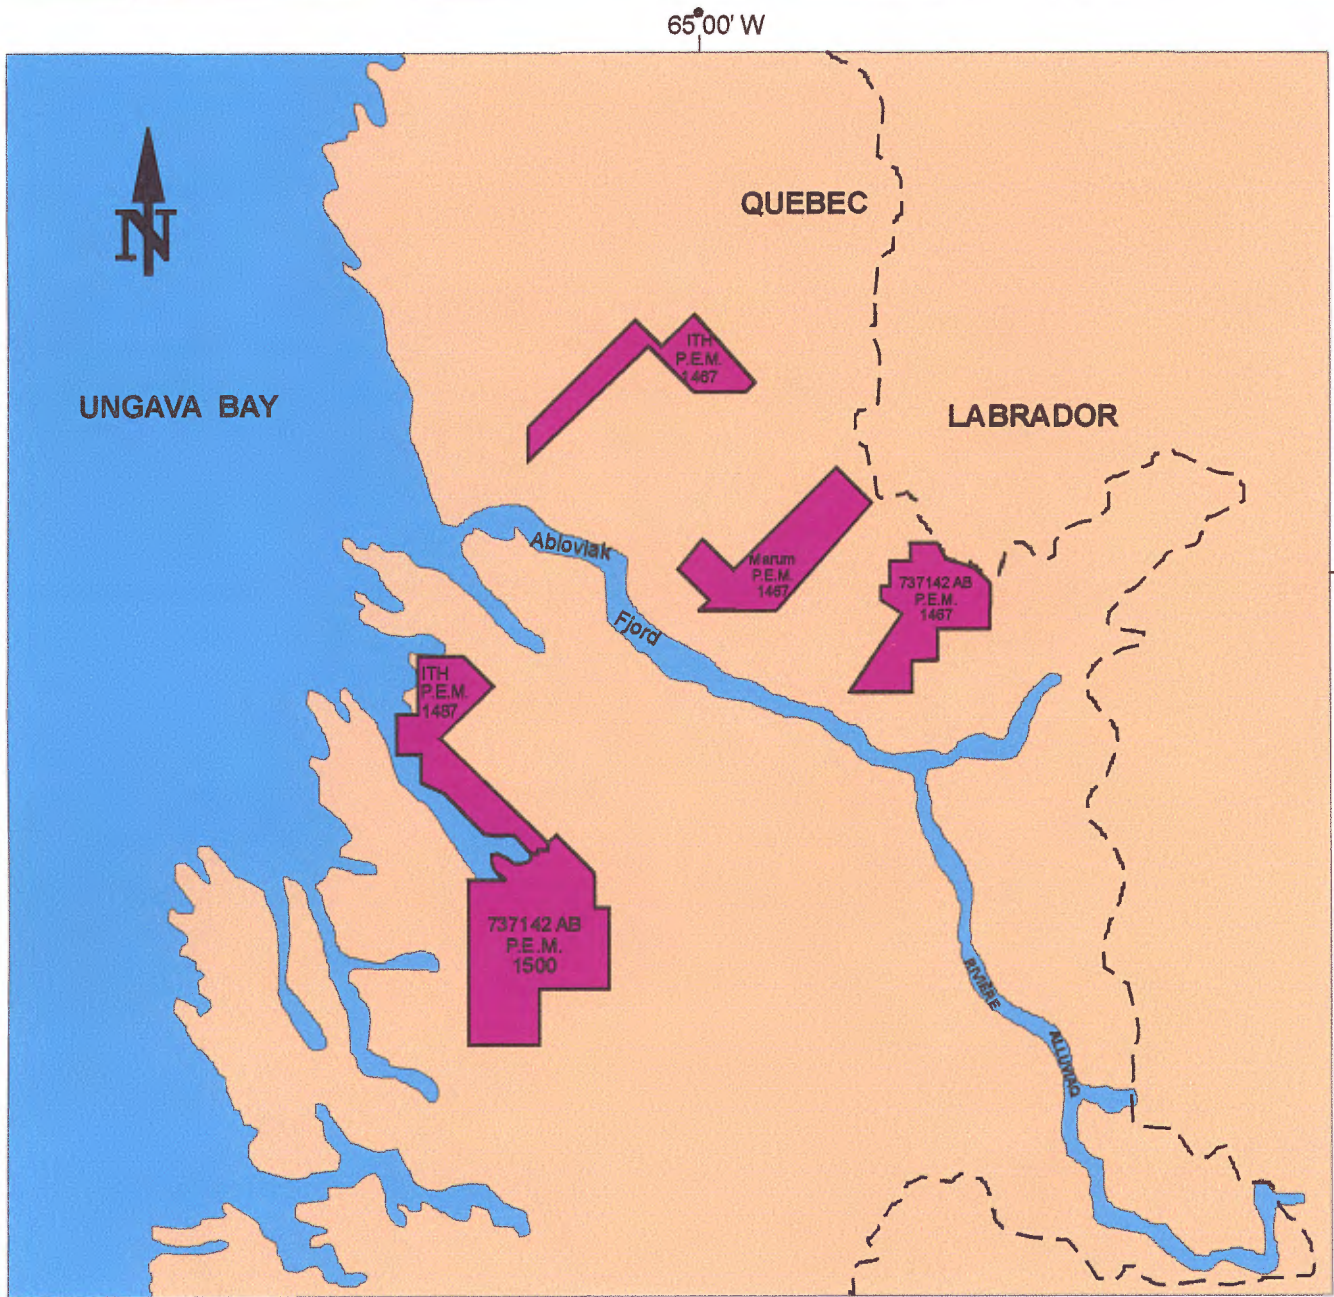 65°00' W
N
QUEBEC
ITH
P.E.M.
1467
UNGAVA BAY
LABRADOR
Abloviak
Fjord
Marum
P.E.M.
1467
737142 AB
P.E.M.
1467
ITH
P.E.M.
1467
737142 AB
P.E.M.
1500
RIVIÈRE
ALLUVIAQ